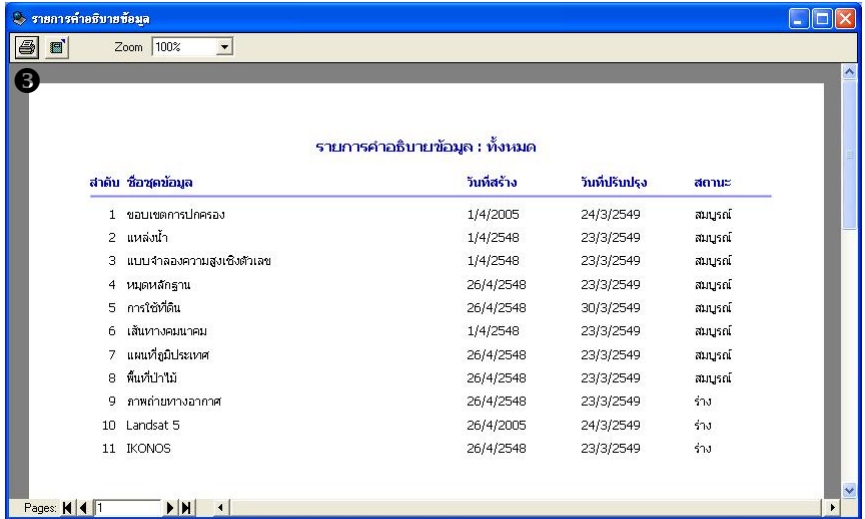 รายการคำอธิบายข้อมูล
Zoom 100%
3
รายการคำอธิบายข้อมูล : ทั้งหมด
ลำดับ ชื่อชุดข้อมูล วันที่สร้าง วันที่ปรับปรุง สถานะ
1 ขอบเขตการปกครอง 1/4/2005 24/3/2549 สมบูรณ์
2 แหล่งน้ำ 1/4/2548 23/3/2549 สมบูรณ์
3 แบบจำลองความสูงเชิงตัวเลข 1/4/2548 23/3/2549 สมบูรณ์
4 หมุดหลักฐาน 26/4/2548 23/3/2549 สมบูรณ์
5 การใช้ที่ดิน 26/4/2548 30/3/2549 สมบูรณ์
6 เส้นทางคมนาคม 1/4/2548 23/3/2549 สมบูรณ์
7 แผนที่ภูมิประเทศ 26/4/2548 23/3/2549 สมบูรณ์
8 พื้นที่ป่าไม้ 26/4/2548 23/3/2549 สมบูรณ์
9 ภาพถ่ายทางอากาศ 26/4/2548 23/3/2549 ร่าง
10 Landsat 5 26/4/2005 24/3/2549 ร่าง
11 IKONOS 26/4/2548 23/3/2549 ร่าง
Pages: 1